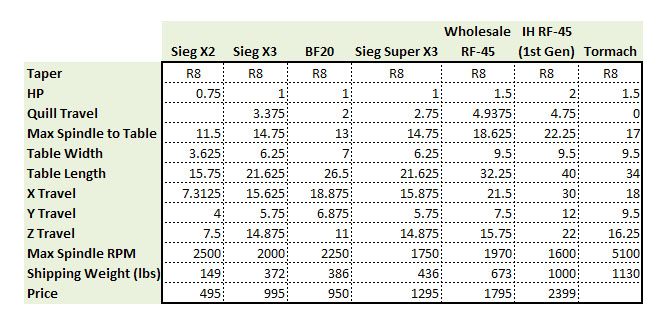 Wholesale IH RF-45
Sieg X2 Sieg X3 BF20 Sieg Super X3 RF-45 (1st Gen) Tormach
Taper R8 R8 R8 R8 R8 R8 R8
HP 0.75 1 1 1 1.5 2 1.5
Quill Travel 3.375 2 2.75 4.9375 4.75 0
Max Spindle to Table 11.5 14.75 13 14.75 18.625 22.25 17
Table Width 3.625 6.25 7 6.25 9.5 9.5 9.5
Table Length 15.75 21.625 26.5 21.625 32.25 40 34
X Travel 7.3125 15.625 18.875 15.875 21.5 30 18
Y Travel 4 5.75 6.875 5.75 7.5 12 9.5
Z Travel 7.5 14.875 11 14.875 15.75 22 16.25
Max Spindle RPM 2500 2000 2250 1750 1970 1600 5100
Shipping Weight (lbs) 149 372 386 436 673 1000 1130
Price 495 995 950 1295 1795 2399